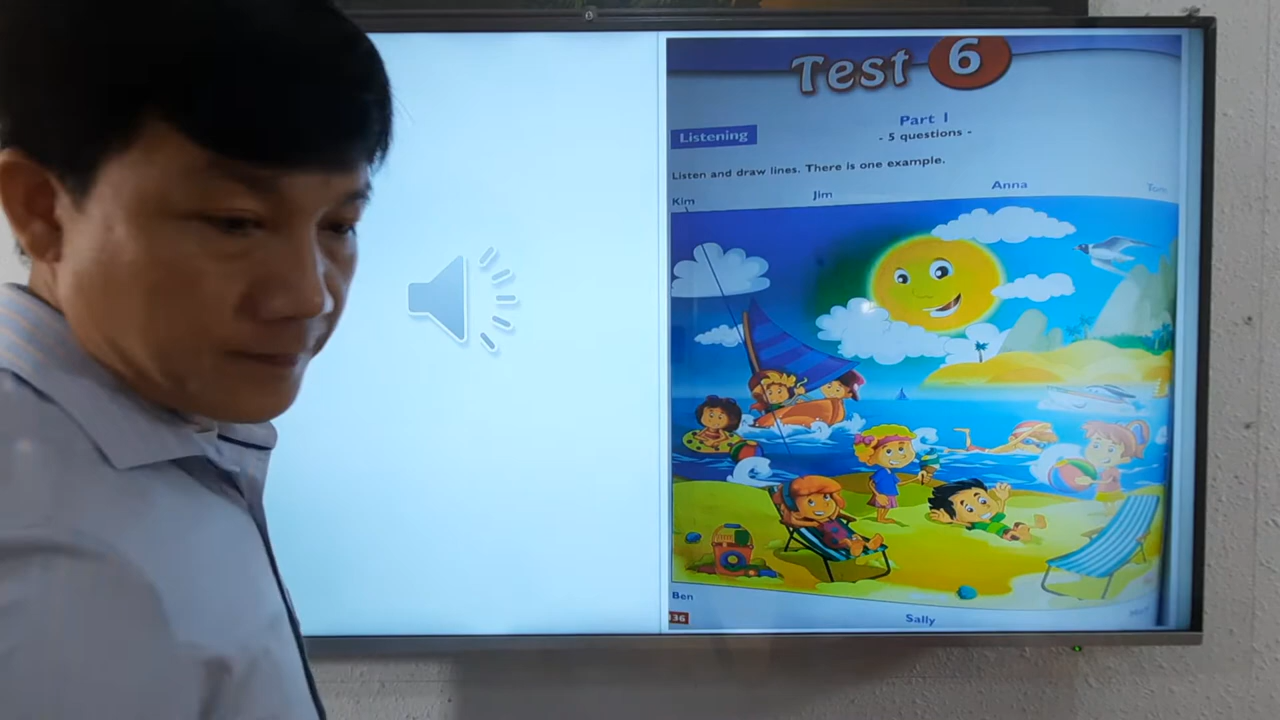 Test 6
Part 1
- 5 questions -
Listening
Listen and draw lines. There is one example.
Kim
Jim
Anna
Tom
Ben
Sally
36